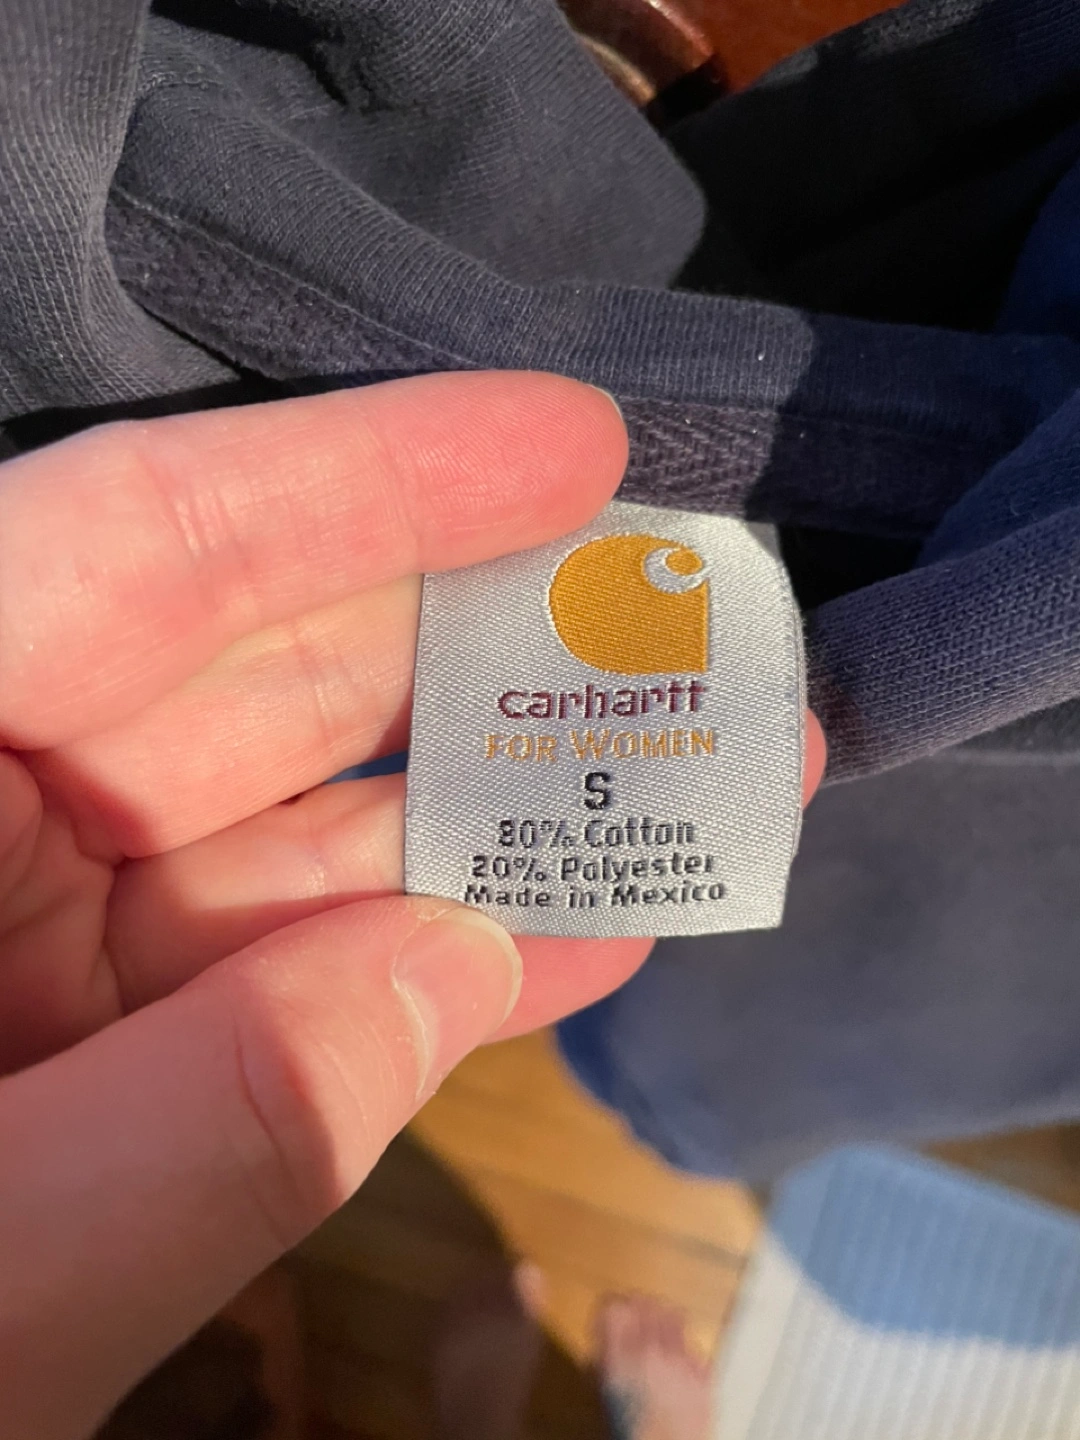 carhartt
FOR WOMEN
S
80% Cotton
20% Polyester
Made in Mexico